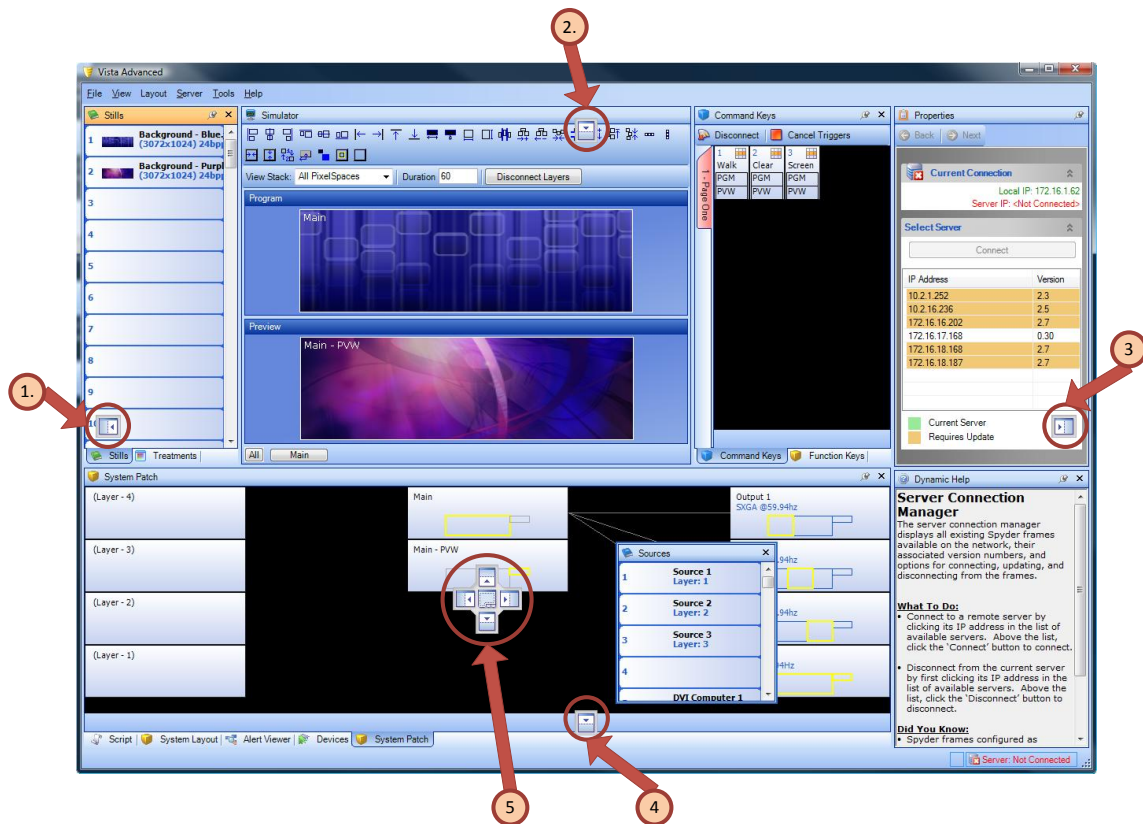 2.
Vista Advanced
File View Layout Server Tools Help
Stills
1 Background - Blue.
(3072x1024) 24bpp
2 Background - Purpl
(3072x1024) 24bpp
3
4
5
6
7
8
9
1.
Stills Treatments
Simulator
View Stack: All PixelSpaces Duration 60 Disconnect Layers
Program
Main
Preview
Main - PVW
All Main
Command Keys
Disconnect Cancel Triggers
1 - Page One
1 2 3
Walk Clear Screen
PGM PGM PGM
PVW PVW PVW
Command Keys Function Keys
Properties
Back Next
Current Connection
Local IP: 172.16.1.62
Server IP: <Not Connected>
Select Server
Connect
IP Address Version
10.2.1.252 2.3
10.2.16.236 2.5
172.16.16.202 2.7
172.16.17.168 0.30
172.16.18.168 2.7
172.16.18.187 2.7
3
Current Server
Requires Update
System Patch
(Layer - 4)
(Layer - 3)
(Layer - 2)
(Layer - 1)
Main
Main - PVW
Output 1
SXGA @59.94hz
.94hz
.94hz
94Hz
Sources
1 Source 1
Layer: 1
2 Source 2
Layer: 2
3 Source 3
Layer: 3
4
DVI Computer 1
Script System Layout Alert Viewer Devices System Patch
Dynamic Help
Server Connection
Manager
The server connection manager
displays all existing Spyder frames
available on the network, their
associated version numbers, and
options for connecting, updating, and
disconnecting from the frames.
What To Do:
• Connect to a remote server by
clicking its IP address in the list of
available servers. Above the list,
click the 'Connect' button to connect.
• Disconnect from the current server
by first clicking its IP address in the
list of available servers. Above the
list, click the 'Disconnect' button to
disconnect.
Did You Know:
• Spyder frames configured as
Server: Not Connected
5
4